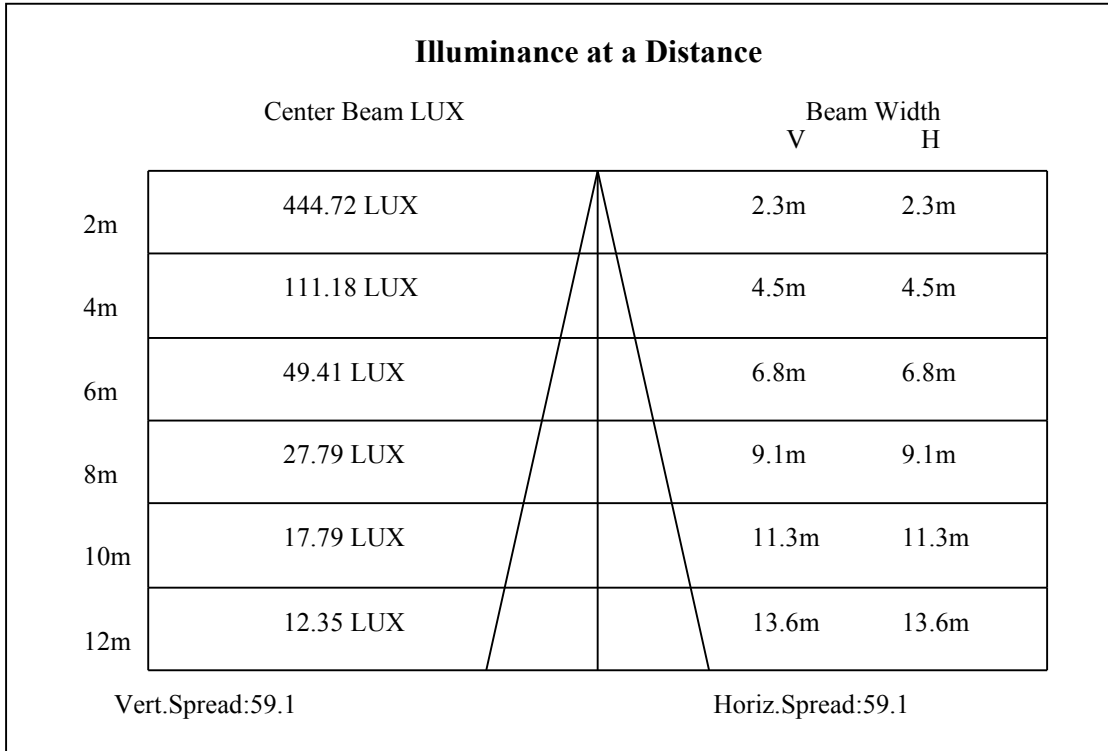 Illuminance at a Distance
Center Beam LUX Beam Width
V H
2m 444.72 LUX 2.3m 2.3m
4m 111.18 LUX 4.5m 4.5m
6m 49.41 LUX 6.8m 6.8m
8m 27.79 LUX 9.1m 9.1m
10m 17.79 LUX 11.3m 11.3m
12m 12.35 LUX 13.6m 13.6m
Vert.Spread:59.1 Horiz.Spread:59.1